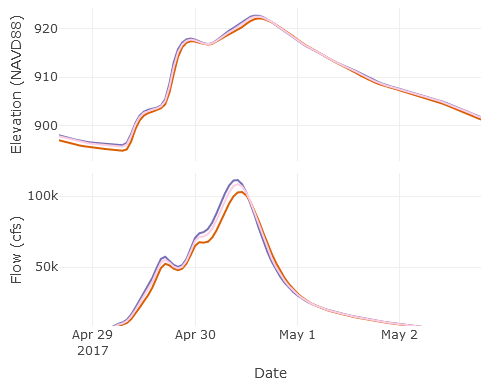 Elevation (NAVD88)
920
910
900
Flow (cfs)
100k
50k
Apr 29
2017
Apr 30
May 1
May 2
Date